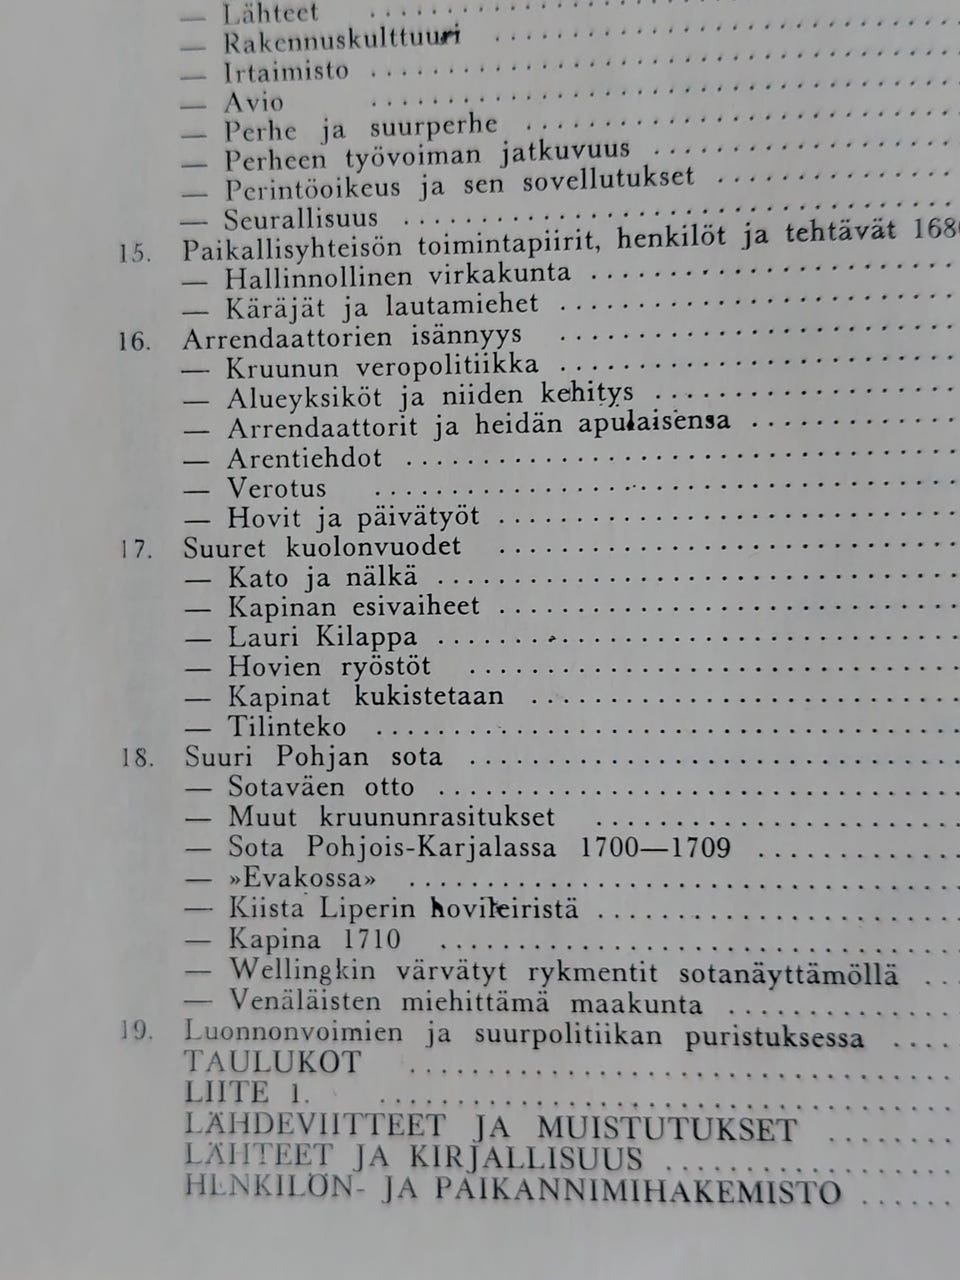 — Lähteet ..........
— Rakennuskulttuuri ..........
— Irtaimisto ..........
— Avio ..........
— Perhe ja suurperhe ..........
— Perheen työvoiman jatkuvuus ..........
— Perintöoikeus ja sen sovellutukset ..........
— Seurallisuus ..........
15. Paikallisyhteisön toimintapiirit, henkilöt ja tehtävät
— Hallinnollinen virkakunta ..........
— Käräjät ja lautamiehet ..........
16. Arrendaattorien isännyys ..........
— Kruunun veropolitiikka ..........
— Alueyksiköt ja niiden kehitys ..........
— Arrendaattorit ja heidän apulaisensa ..........
— Arentiehdot ..........
— Verotus ..........
— Hovit ja päivätyöt ..........
17. Suuret kuolonvuodet ..........
— Kato ja nälkä ..........
— Kapinan esivaiheet ..........
— Lauri Kilappa ..........
— Hovien ryöstöt ..........
— Kapinat kukistetaan ..........
— Tilinteko ..........
18. Suuri Pohjan sota ..........
— Sotaväen otto ..........
— Muut kruununrasitukset ..........
— Sota Pohjois-Karjalassa 1700—1709 ..........
— »Evakossa» ..........
— Kiista Liperin hovileiristä ..........
— Kapina 1710 ..........
— Wellingkin värvätyt rykmentit sotanäyttämöllä ..
— Venäläisten miehittämä maakunta ..........
19. Luonnonvoimien ja suurpolitiikan puristuksessa ....
TAULUKOT ..........
LIITE 1. ..........
LÄHDEVIITTEET JA MUISTUTUKSET ..........
LÄHTEET JA KIRJALLISUUS ..........
HENKILÖN- JA PAIKANNIMIHAKEMISTO ......